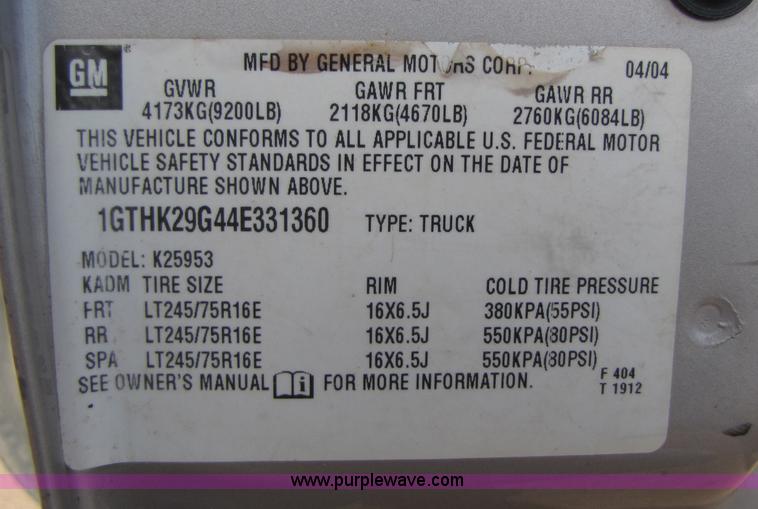 GM
MFD BY GENERAL MOTORS CORP. 04/04
GVWR GAWR FRT GAWR RR
4173KG(9200LB) 2118KG(4670LB) 2760KG(6084LB)
THIS VEHICLE CONFORMS TO ALL APPLICABLE U.S. FEDERAL MOTOR
VEHICLE SAFETY STANDARDS IN EFFECT ON THE DATE OF
MANUFACTURE SHOWN ABOVE.
1GTHK29G44E331360 TYPE: TRUCK
MODEL: K25953
KADM TIRE SIZE RIM COLD TIRE PRESSURE
FRT LT245/75R16E 16X6.5J 380KPA(55PSI)
RR LT245/75R16E 16X6.5J 550KPA(80PSI)
SPA LT245/75R16E 16X6.5J 550KPA(80PSI)
SEE OWNER'S MANUAL i FOR MORE INFORMATION.
F 404
T 1912
www.purplewave.com